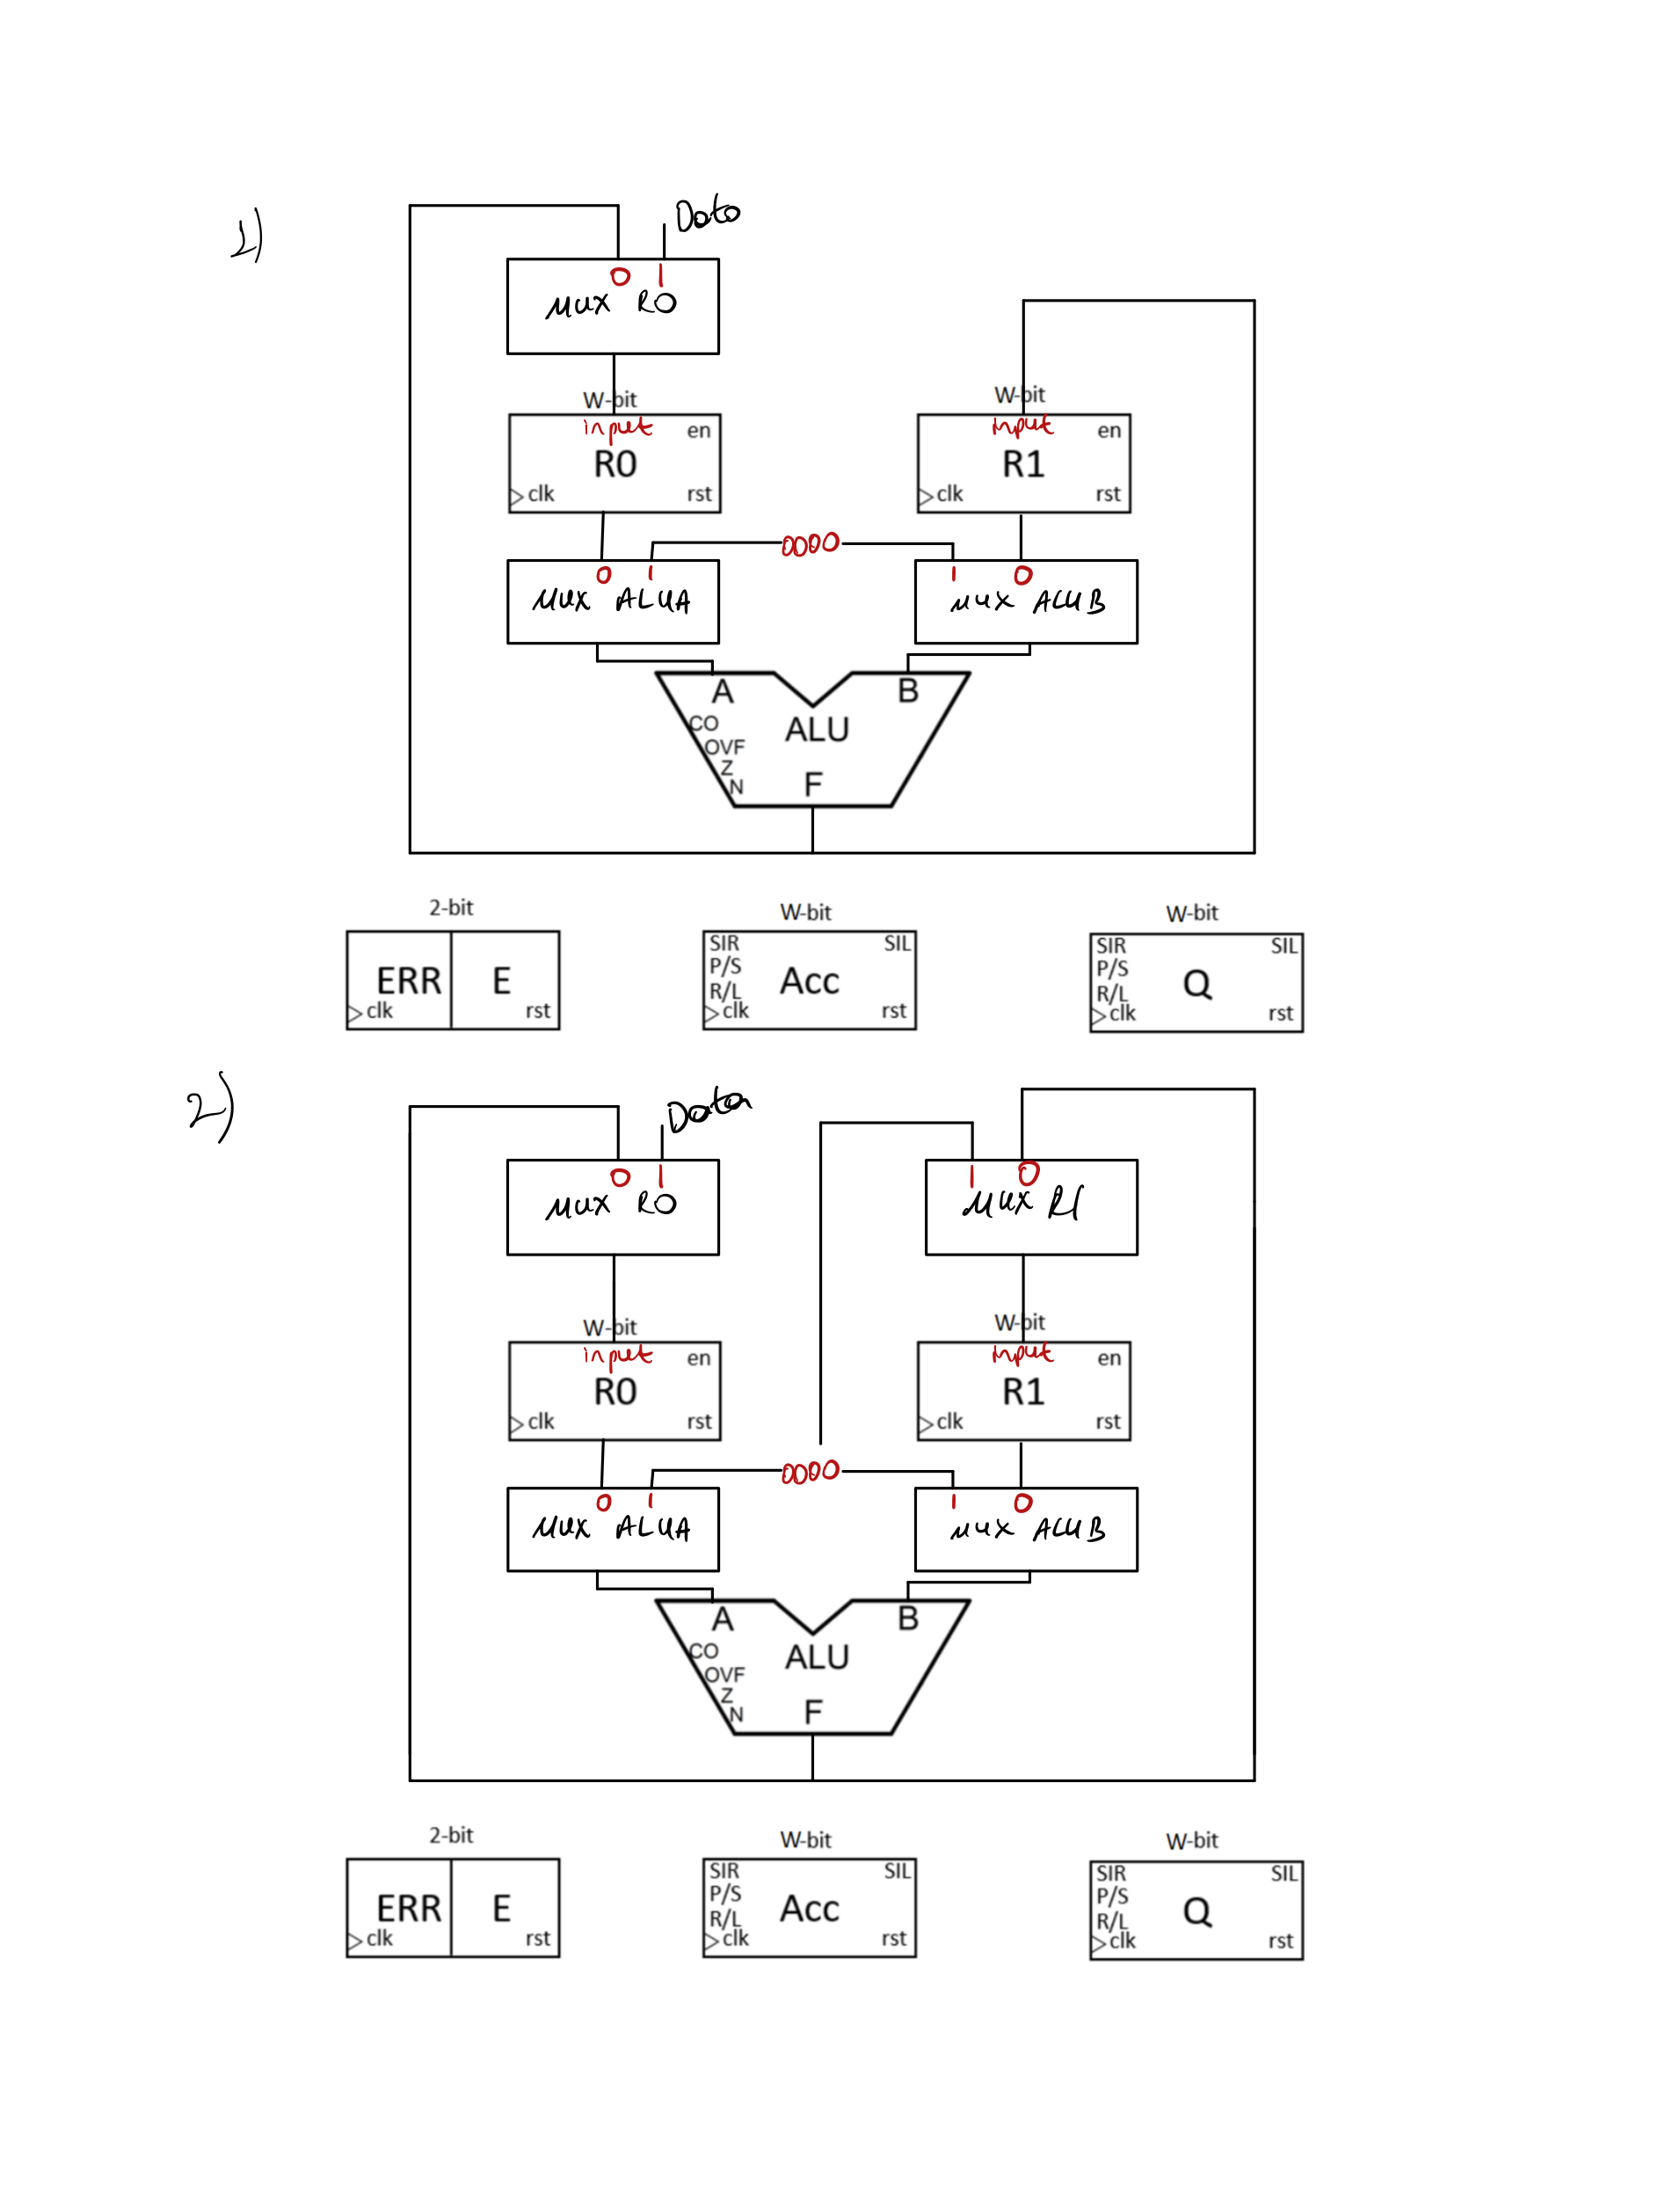 1)
Data
0 1
Mux R0
W-bit W-bit
input en input en
R0 R1
clk rst clk rst
0000
0 1 1 0
Mux ALUA Mux ALUB
A B
CO ALU
OVF
Z
N F
2-bit W-bit W-bit
SIR SIL SIR SIL
P/S P/S
ERR E Acc Q
R/L R/L
clk rst clk rst clk rst
2)
Data
0 1 1 0
Mux R0 Mux R1
W-bit W-bit
input en input en
R0 R1
clk rst clk rst
0000
0 1 1 0
Mux ALUA Mux ALUB
A B
CO ALU
OVF
Z
N F
2-bit W-bit W-bit
SIR SIL SIR SIL
P/S P/S
ERR E Acc Q
R/L R/L
clk rst clk rst clk rst